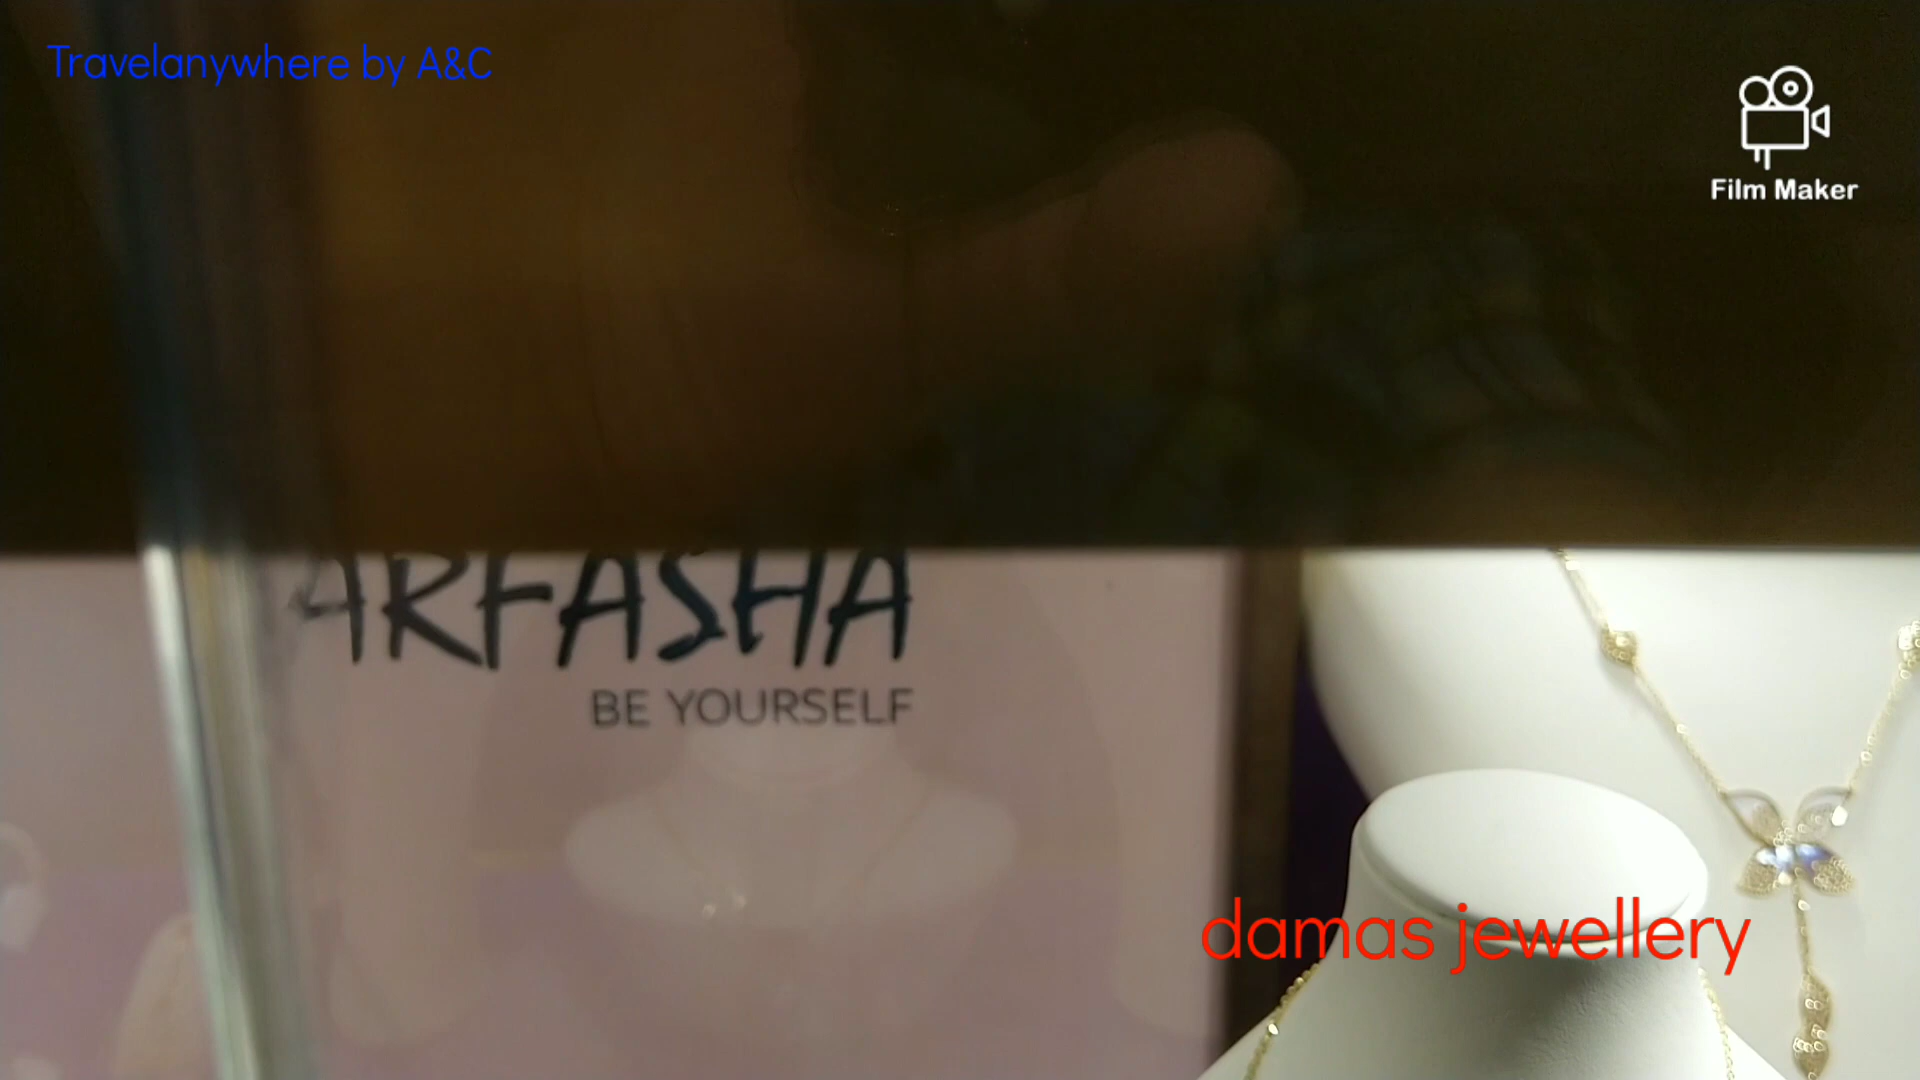 Travelanywhere by A&C
Film Maker
ARFASHA
BE YOURSELF
damas jewellery